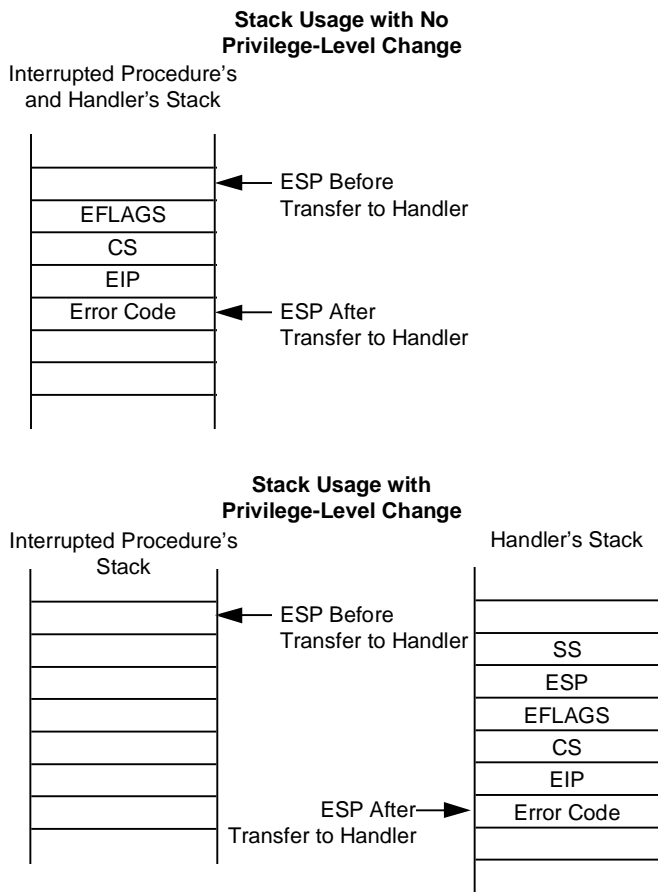 Stack Usage with No
Privilege-Level Change
Interrupted Procedure's
and Handler's Stack
ESP Before
Transfer to Handler
EFLAGS
CS
EIP
Error Code
ESP After
Transfer to Handler
Stack Usage with
Privilege-Level Change
Interrupted Procedure's
Stack
Handler's Stack
ESP Before
Transfer to Handler
SS
ESP
EFLAGS
CS
EIP
ESP After
Transfer to Handler
Error Code